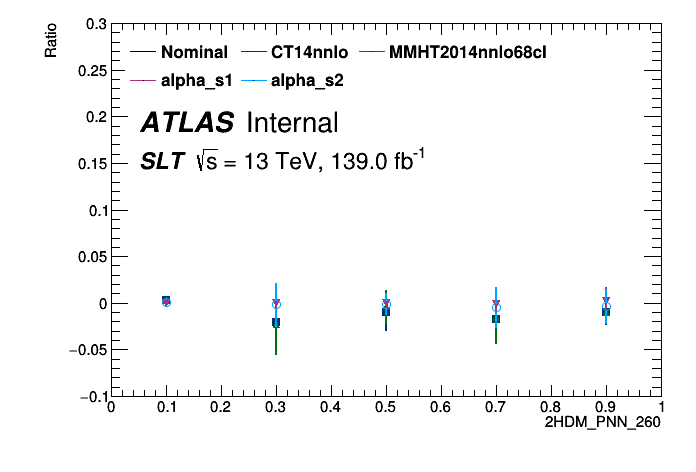 Ratio
0.3
Nominal CT14nnlo MMHT2014nnlo68cl
0.25
alpha_s1 alpha_s2
0.2
ATLAS Internal
0.15
SLT √s = 13 TeV, 139.0 fb⁻¹
0.1
0.05
0
−0.05
−0.1
0 0.1 0.2 0.3 0.4 0.5 0.6 0.7 0.8 0.9 1
2HDM_PNN_260